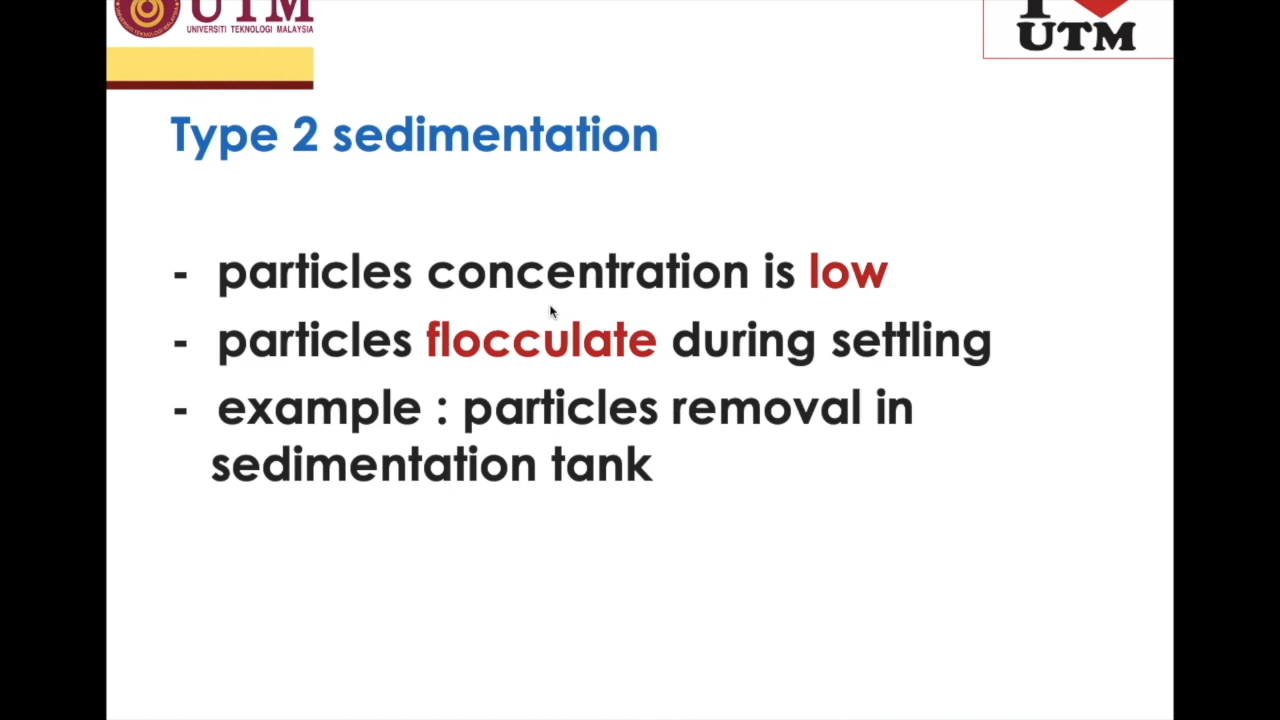 UTM
UNIVERSITI TEKNOLOGI MALAYSIA
I
UTM
Type 2 sedimentation
- particles concentration is low
- particles flocculate during settling
- example : particles removal in
sedimentation tank